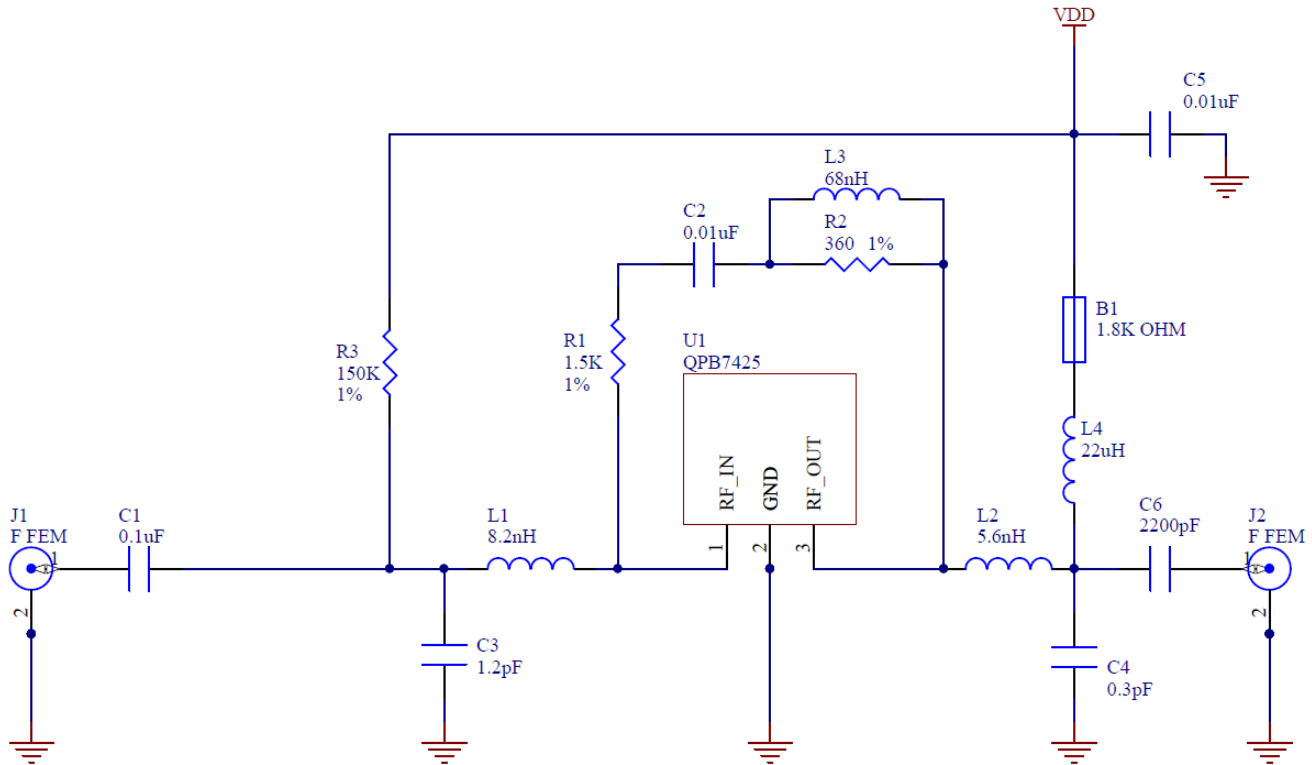 VDD
C5
0.01uF
L3
68nH
C2
0.01uF
R2
360 1%
B1
1.8K OHM
R3
150K
1%
R1
1.5K
1%
U1
QPB7425
RF_IN
GND
RF_OUT
L4
22uH
J1
F FEM
C1
0.1uF
L1
8.2nH
L2
5.6nH
C6
2200pF
J2
F FEM
1
1
2
3
1
2
2
C3
1.2pF
C4
0.3pF